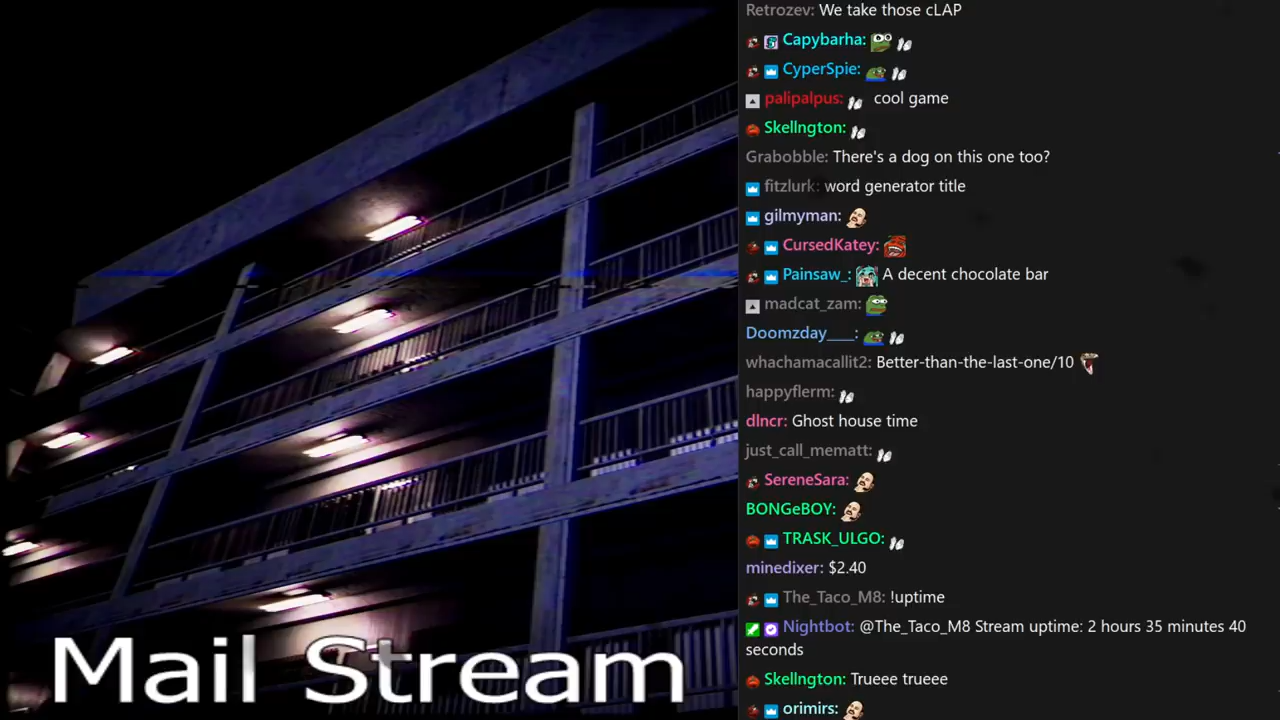 Retrozev: We take those cLAP
Capybarha:
CyperSpie:
palipalpus: cool game
Skellngton:
Grabobble: There's a dog on this one too?
fitzlurk: word generator title
gilmyman:
CursedKatey:
Painsaw_: A decent chocolate bar
madcat_zam:
Doomzday____:
whachamacallit2: Better-than-the-last-one/10
happyflerm:
dlncr: Ghost house time
just_call_mematt:
SereneSara:
BONGeBOY:
TRASK_ULGO:
minedixer: $2.40
The_Taco_M8: !uptime
Nightbot: @The_Taco_M8 Stream uptime: 2 hours 35 minutes 40
seconds
Skellngton: Trueee trueee
orimirs:
Mail Stream